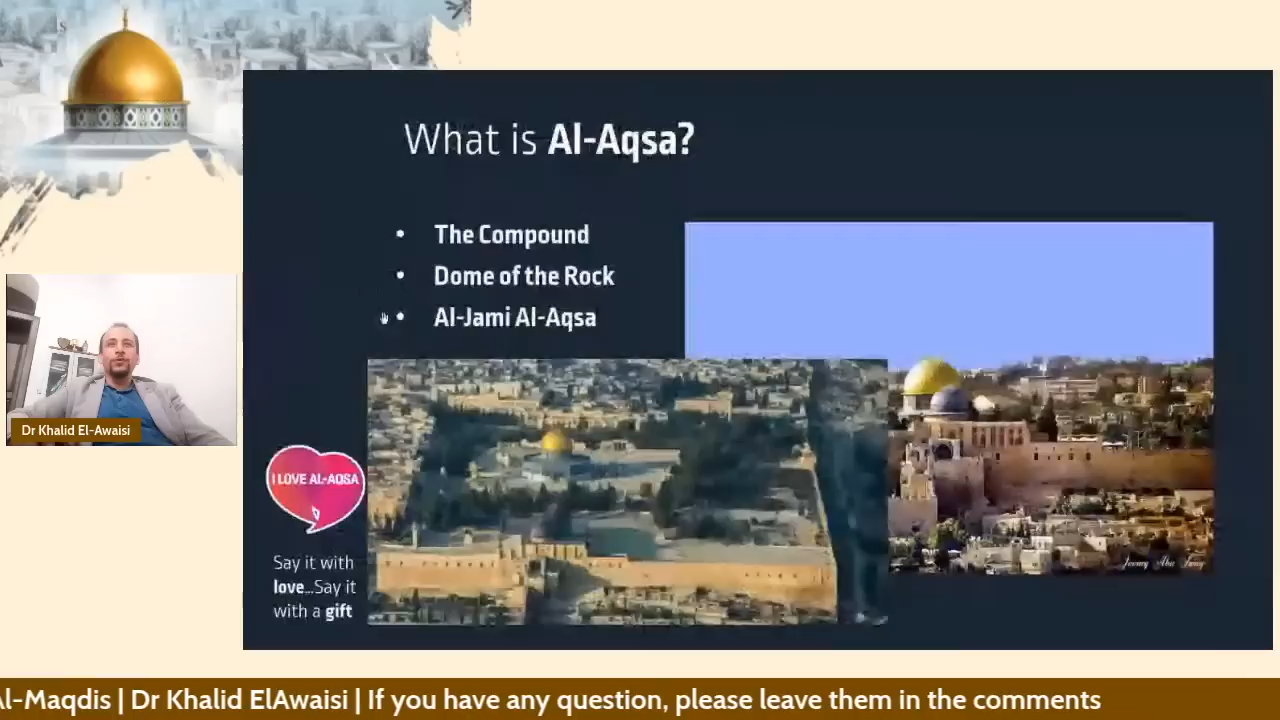 What is Al-Aqsa?
• The Compound
• Dome of the Rock
• Al-Jami Al-Aqsa
Dr Khalid El-Awaisi
I LOVE AL-AQSA
Say it with
love...Say it
with a gift
Al-Maqdis | Dr Khalid ElAwaisi | If you have any question, please leave them in the comments